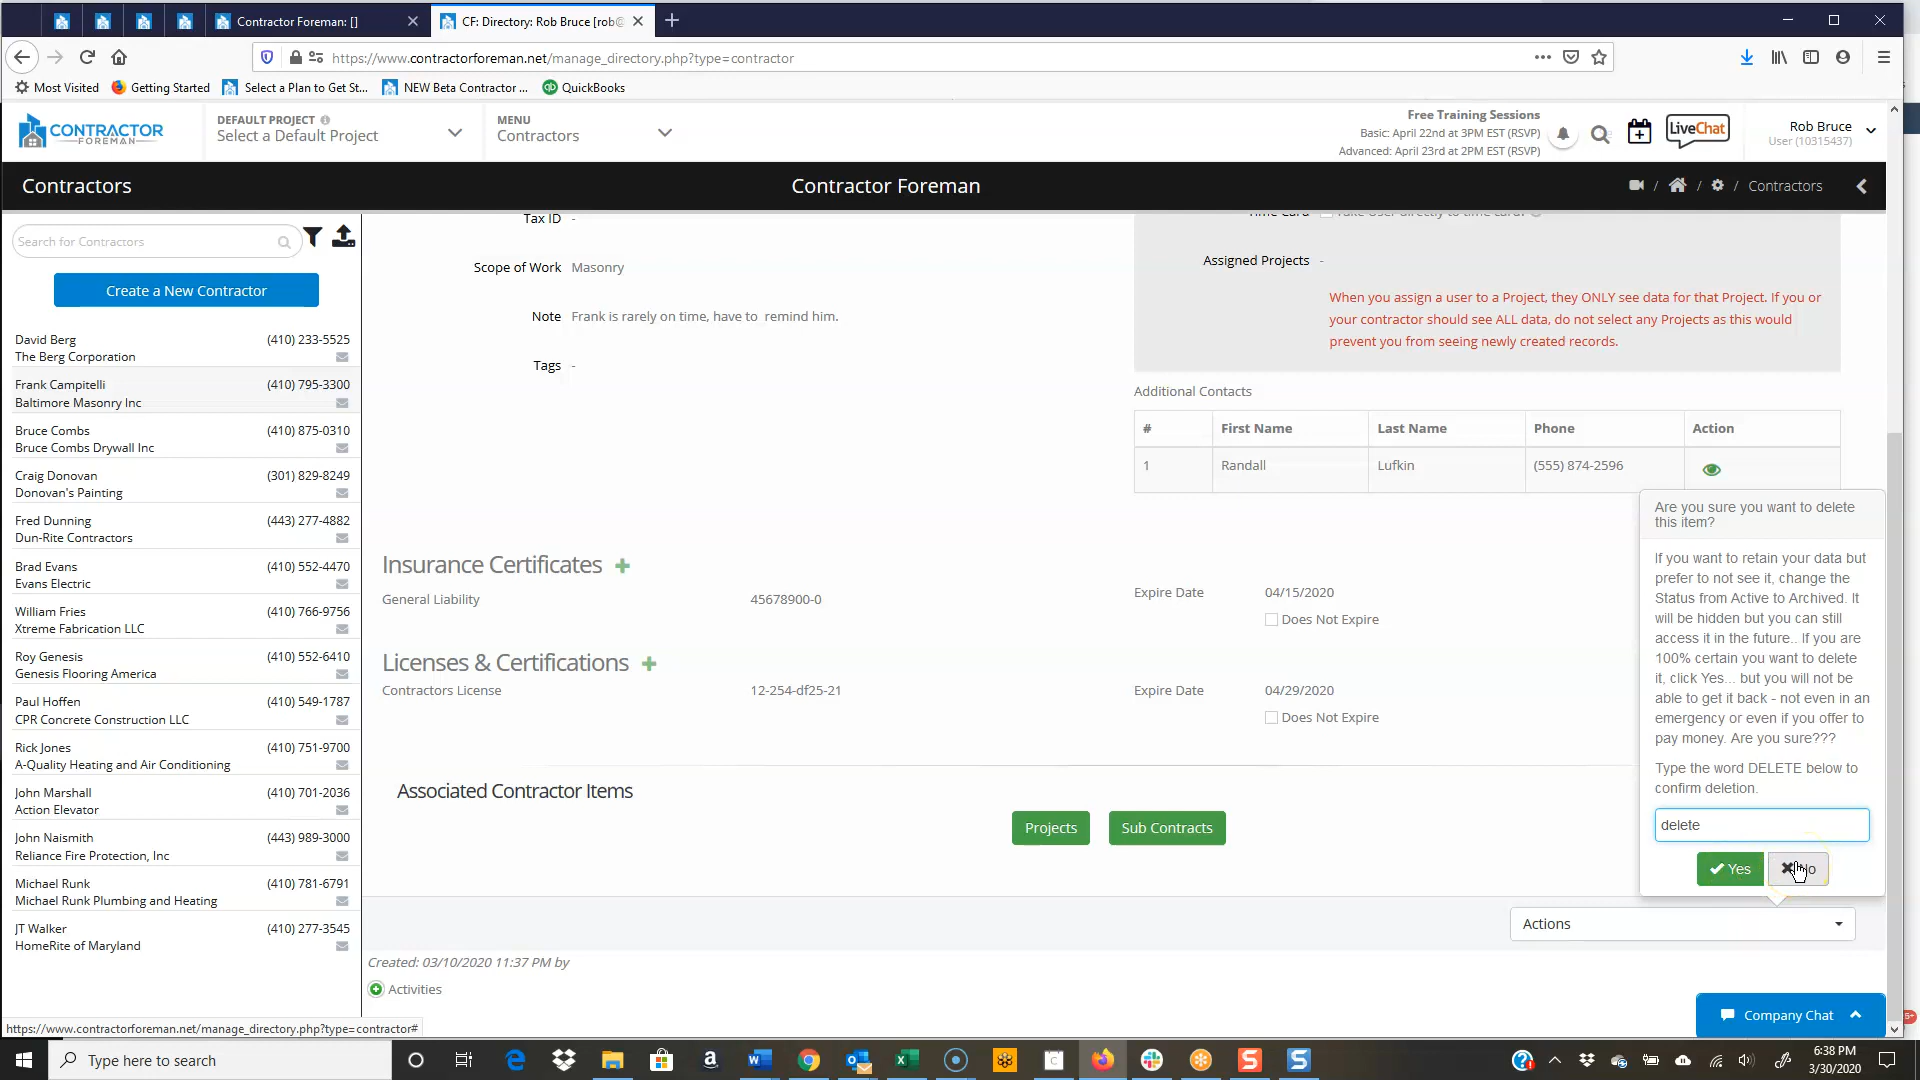 Contractor Foreman: []
CF: Directory: Rob Bruce [rob@
https://www.contractorforeman.net/manage_directory.php?type=contractor
Most Visited
Getting Started
Select a Plan to Get St...
NEW Beta Contractor ...
QuickBooks
CONTRACTOR
FOREMAN
DEFAULT PROJECT
Select a Default Project
MENU
Contractors
Free Training Sessions
Basic: April 22nd at 3PM EST (RSVP)
Advanced: April 23rd at 2PM EST (RSVP)
LiveChat
Rob Bruce
User (10315437)
Contractors
Contractor Foreman
/ / / Contractors
Search for Contractors
Create a New Contractor
David Berg (410) 233-5525
The Berg Corporation
Frank Campitelli (410) 795-3300
Baltimore Masonry Inc
Bruce Combs (410) 875-0310
Bruce Combs Drywall Inc
Craig Donovan (301) 829-8249
Donovan's Painting
Fred Dunning (443) 277-4882
Dun-Rite Contractors
Brad Evans (410) 552-4470
Evans Electric
William Fries (410) 766-9756
Xtreme Fabrication LLC
Roy Genesis (410) 552-6410
Genesis Flooring America
Paul Hoffen (410) 549-1787
CPR Concrete Construction LLC
Rick Jones (410) 751-9700
A-Quality Heating and Air Conditioning
John Marshall (410) 701-2036
Action Elevator
John Naismith (443) 989-3000
Reliance Fire Protection, Inc
Michael Runk (410) 781-6791
Michael Runk Plumbing and Heating
JT Walker (410) 277-3545
HomeRite of Maryland
Tax ID -
Scope of Work Masonry
Note Frank is rarely on time, have to remind him.
Tags -
Time Card Take user directly to time card?
Assigned Projects -
When you assign a user to a Project, they ONLY see data for that Project. If you or
your contractor should see ALL data, do not select any Projects as this would
prevent you from seeing newly created records.
Additional Contacts
# First Name Last Name Phone Action
1 Randall Lufkin (555) 874-2596
Insurance Certificates
General Liability 45678900-0 Expire Date 04/15/2020
Does Not Expire
Licenses & Certifications
Contractors License 12-254-df25-21 Expire Date 04/29/2020
Does Not Expire
Associated Contractor Items
Projects
Sub Contracts
Are you sure you want to delete
this item?
If you want to retain your data but
prefer to not see it, change the
Status from Active to Archived. It
will be hidden but you can still
access it in the future.. If you are
100% certain you want to delete
it, click Yes... but you will not be
able to get it back - not even in an
emergency or even if you offer to
pay money. Are you sure???
Type the word DELETE below to
confirm deletion.
delete
Yes
Actions
Created: 03/10/2020 11:37 PM by
Activities
Company Chat
https://www.contractorforeman.net/manage_directory.php?type=contractor#
Type here to search
6:38 PM
3/30/2020